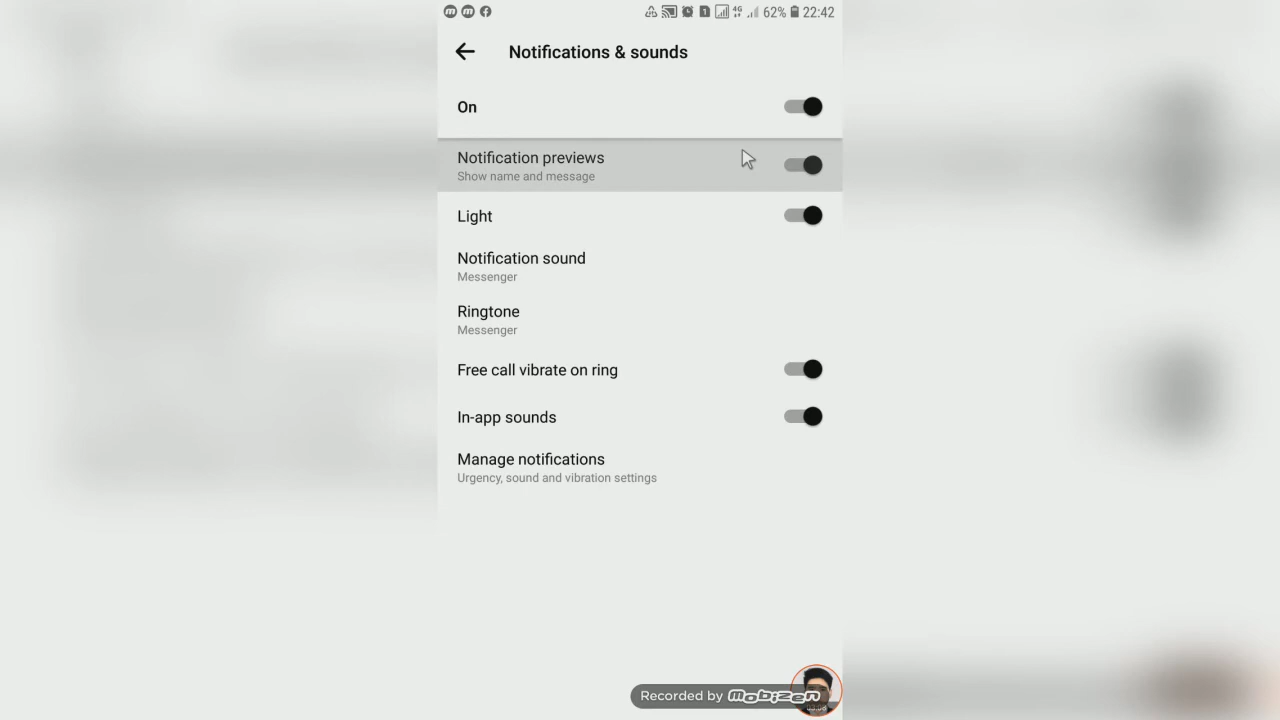 4G 62% 22:42
Notifications & sounds
On
Notification previews
Show name and message
Light
Notification sound
Messenger
Ringtone
Messenger
Free call vibrate on ring
In-app sounds
Manage notifications
Urgency, sound and vibration settings
Recorded by mobizen